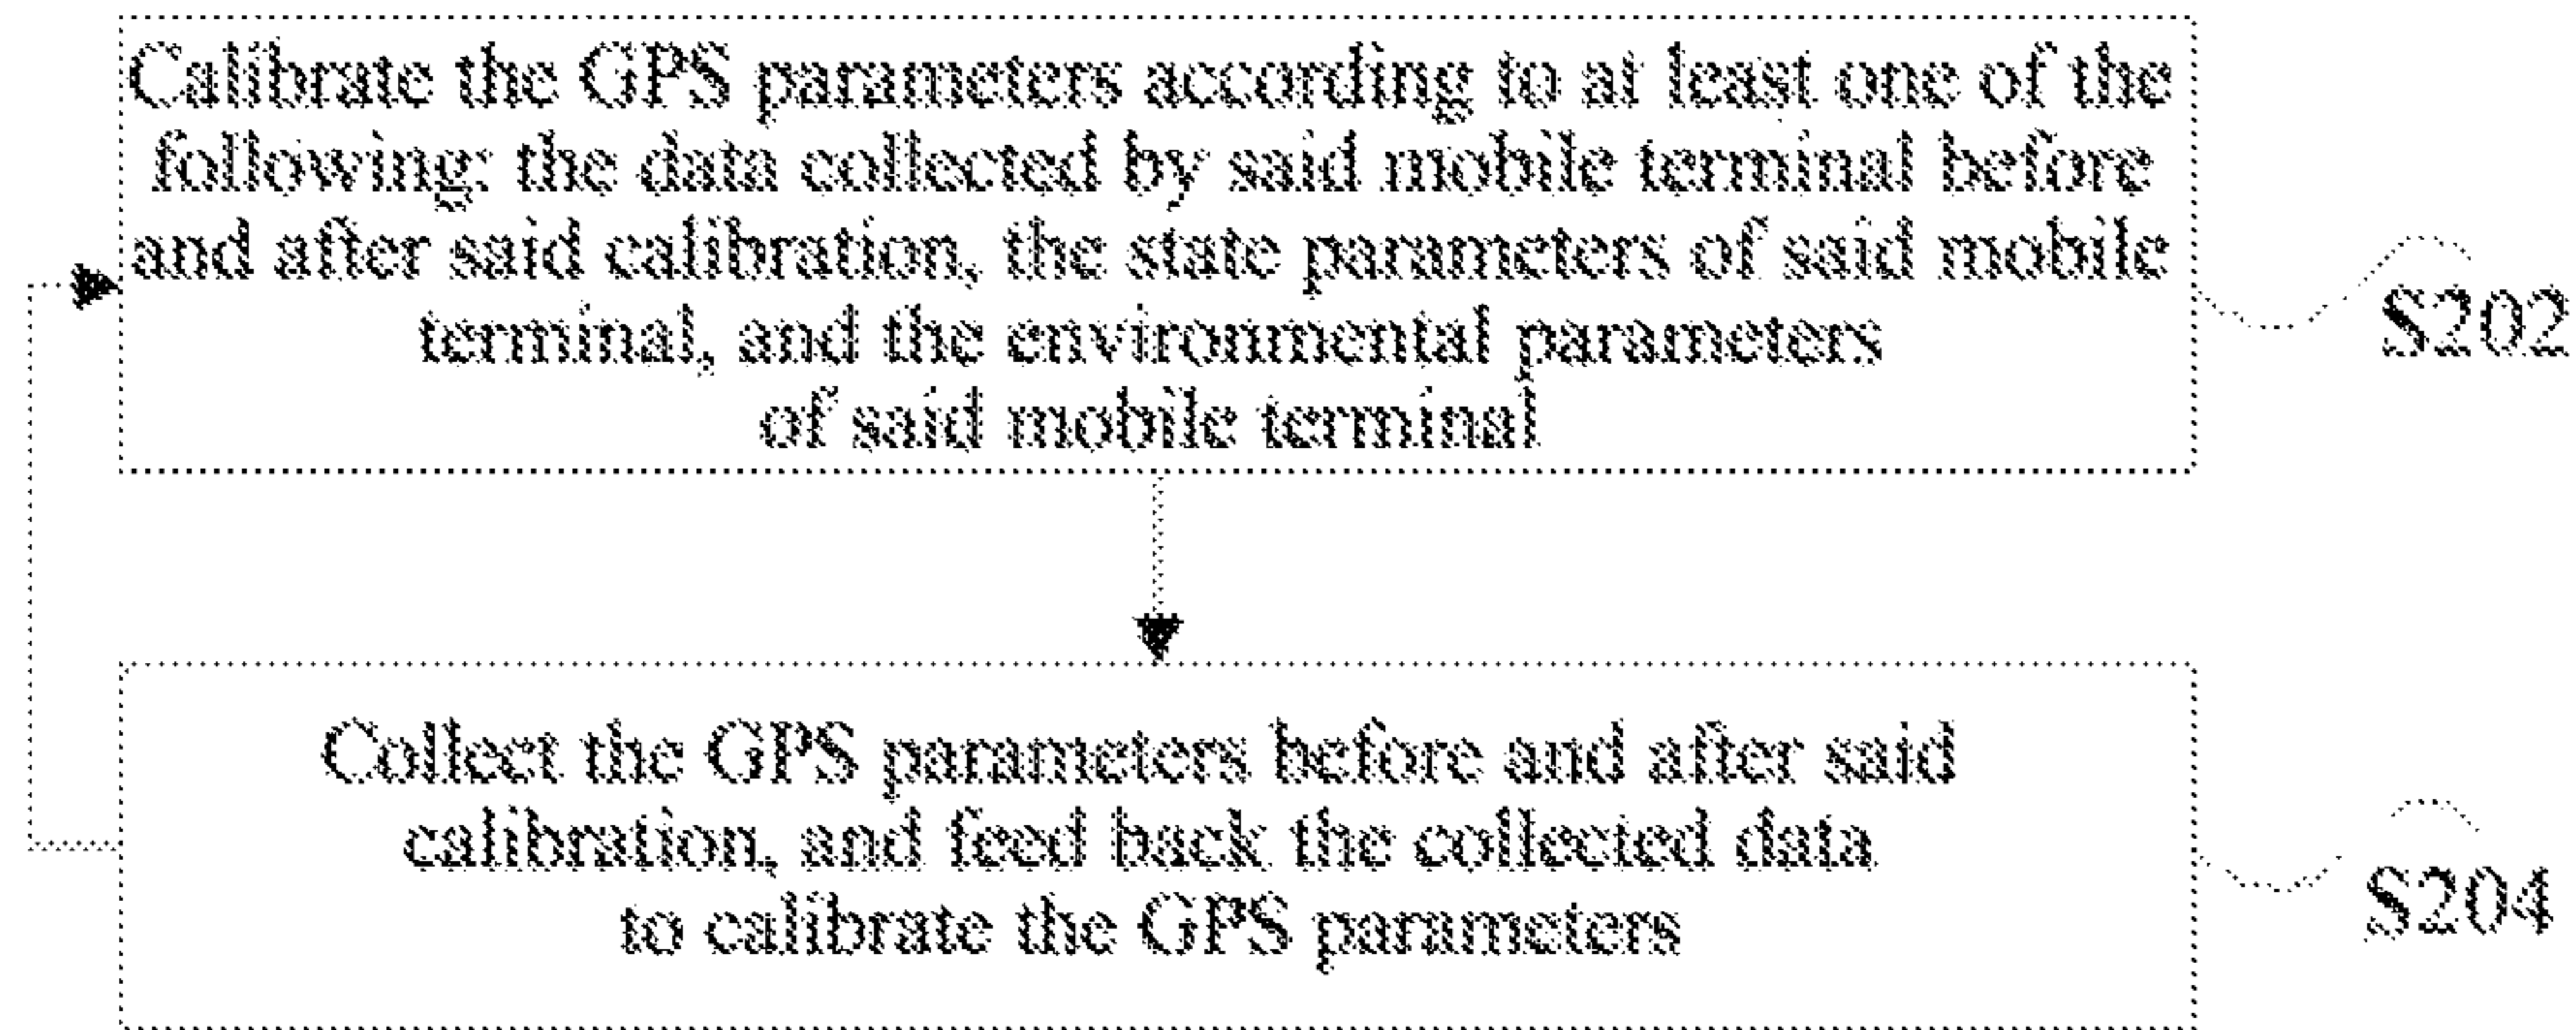 Calibrate the GPS parameters according to at least one of the
following: the data collected by said mobile terminal before
and after said calibration, the state parameters of said mobile
terminal, and the environmental parameters
of said mobile terminal
S202
Collect the GPS parameters before and after said
calibration, and feed back the collected data
to calibrate the GPS parameters
S204